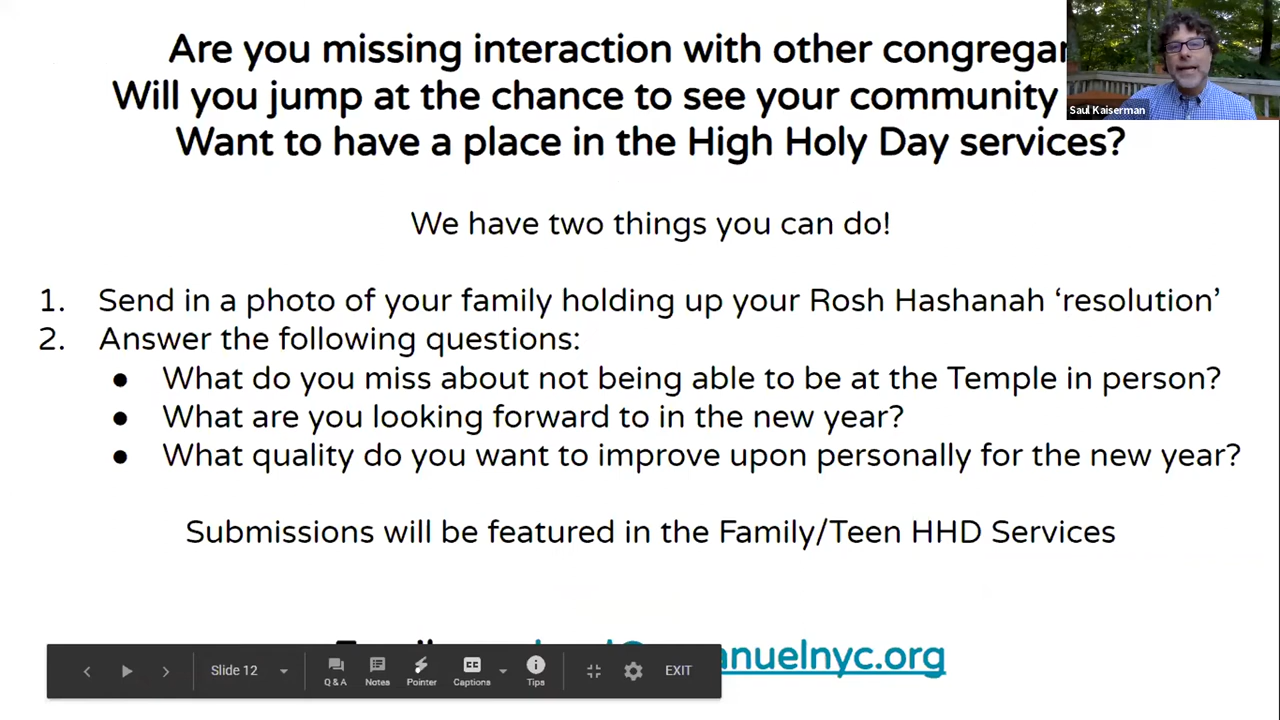 Are you missing interaction with other
Saul Kaiserman
Will you jump at the chance to see your community
Want to have a place in the High Holy Day services?
We have two things you can do!
1. Send in a photo of your family holding up your Rosh Hashanah ‘resolution’
2. Answer the following questions:
● What do you miss about not being able to be at the Temple in person?
● What are you looking forward to in the new year?
● What quality do you want to improve upon personally for the new year?
Submissions will be featured in the Family/Teen HHD Services
anuelnyc.org
Slide 12
Q & A Notes Pointer Captions Tips
CC
EXIT